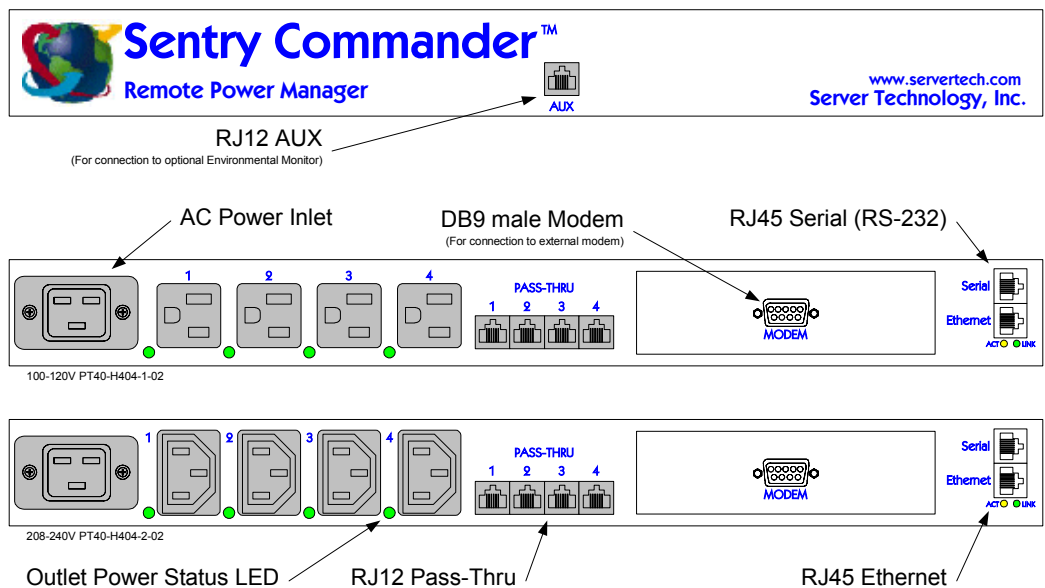 Sentry Commander™
Remote Power Manager
AUX
www.servertech.com
Server Technology, Inc.
RJ12 AUX
(For connection to optional Environmental Monitor)
AC Power Inlet
DB9 male Modem
(For connection to external modem)
RJ45 Serial (RS-232)
1 2 3 4
PASS-THRU
1 2 3 4
MODEM
Serial
Ethernet
ACT LINK
100-120V PT40-H404-1-02
1 2 3 4
PASS-THRU
1 2 3 4
MODEM
Serial
Ethernet
ACT LINK
208-240V PT40-H404-2-02
Outlet Power Status LED
RJ12 Pass-Thru
RJ45 Ethernet